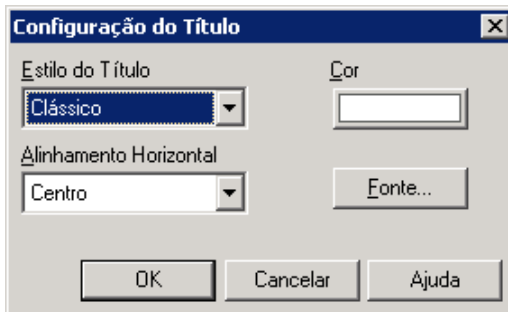 Configuração do Título
Estilo do Título
Cor
Clássico
Alinhamento Horizontal
Centro
Fonte...
OK
Cancelar
Ajuda